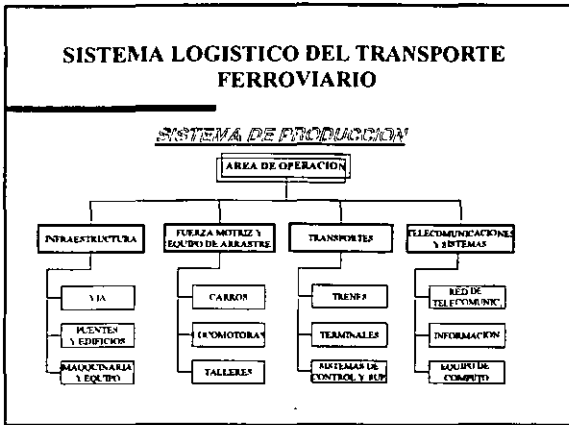 SISTEMA LOGISTICO DEL TRANSPORTE
FERROVIARIO
SISTEMA DE PRODUCCION
AREA DE OPERACION
INFRAESTRUCTURA
VIA
PUENTES
Y EDIFICIOS
MAQUINARIA
Y EQUIPO
FUERZA MOTRIZ Y
EQUIPO DE ARRASTRE
CARROS
LOCOMOTORAS
TALLERES
TRANSPORTES
TRENES
TERMINALES
SISTEMAS DE
CONTROL Y SUP
TELECOMUNICACIONES
Y SISTEMAS
RED DE
TELECOMUNIC.
INFORMACION
EQUIPO DE
COMPUTO